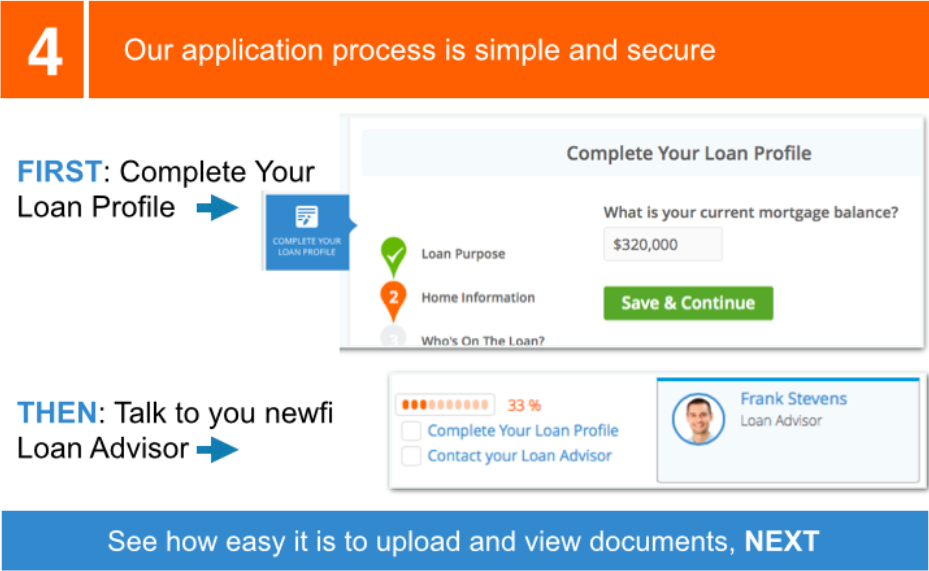 4
Our application process is simple and secure
FIRST: Complete Your
Loan Profile
COMPLETE YOUR
LOAN PROFILE
Complete Your Loan Profile
What is your current mortgage balance?
$320,000
Loan Purpose
2
Home Information
Save & Continue
3
Who's On The Loan?
THEN: Talk to you newfi
Loan Advisor
33 %
Complete Your Loan Profile
Contact your Loan Advisor
Frank Stevens
Loan Advisor
See how easy it is to upload and view documents, NEXT